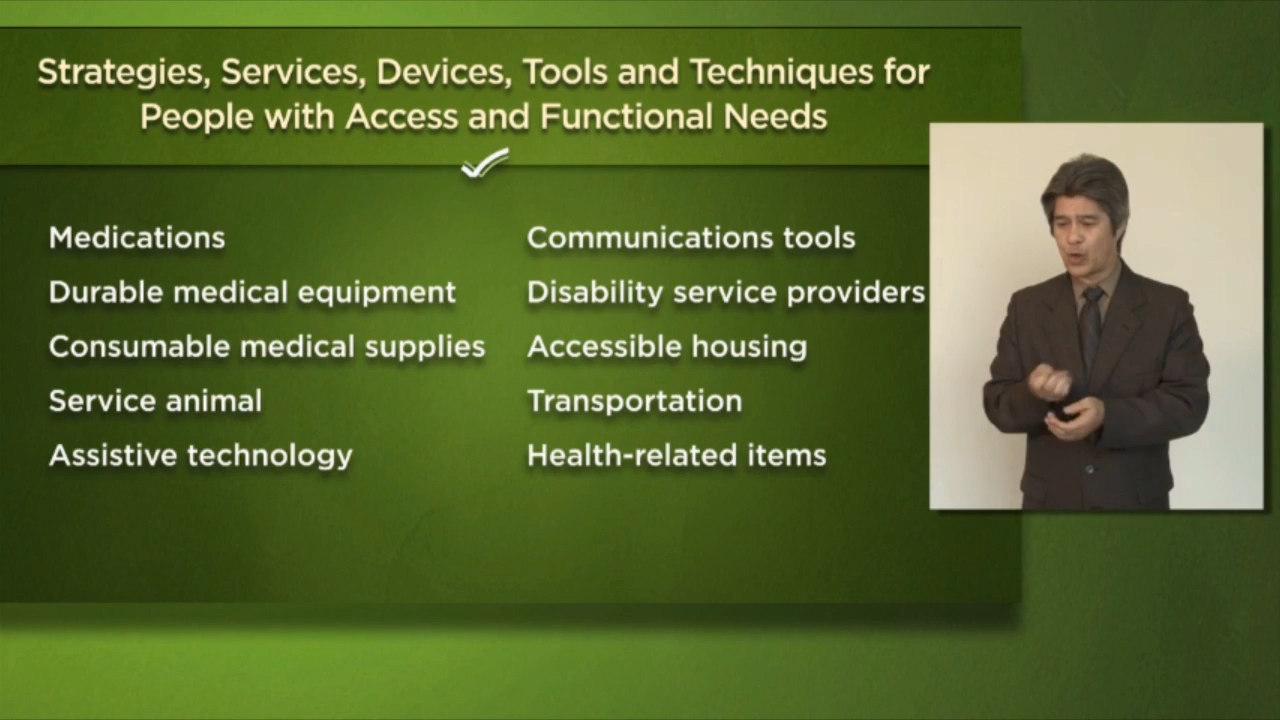 Strategies, Services, Devices, Tools and Techniques for
People with Access and Functional Needs
Medications
Durable medical equipment
Consumable medical supplies
Service animal
Assistive technology
Communications tools
Disability service providers
Accessible housing
Transportation
Health-related items